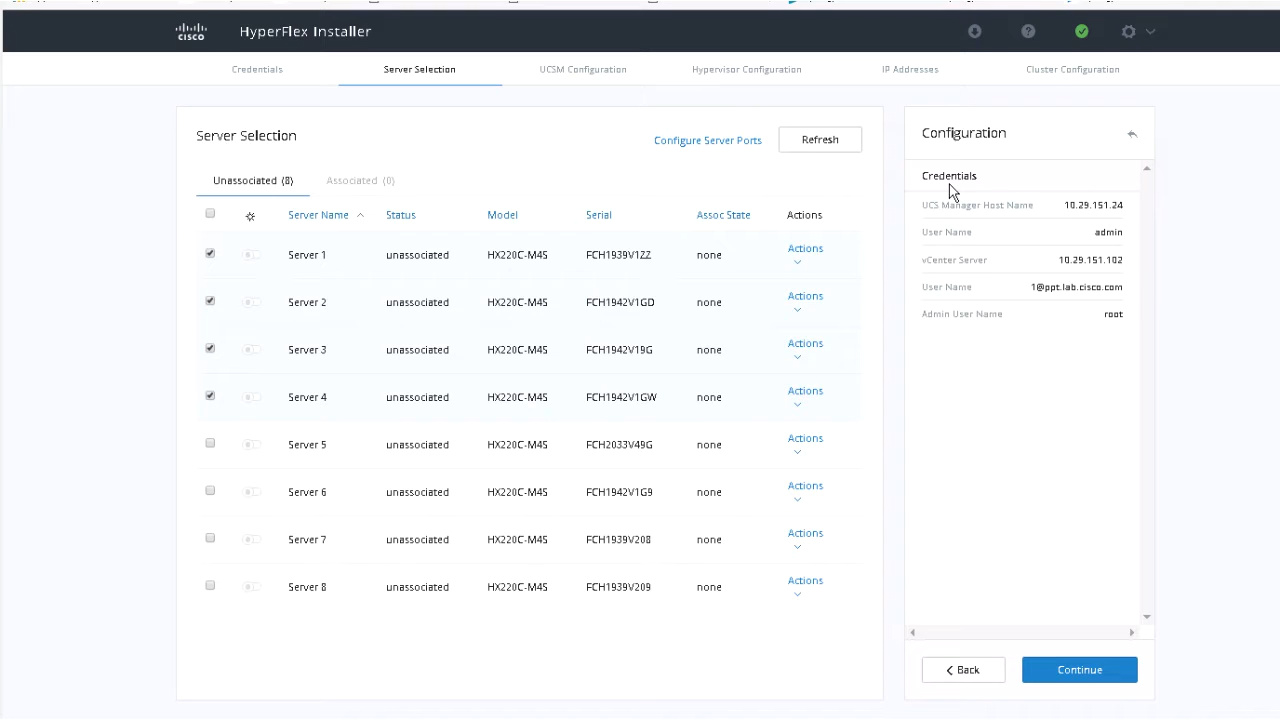 CISCO HyperFlex Installer
Credentials Server Selection UCSM Configuration Hypervisor Configuration IP Addresses Cluster Configuration
Server Selection Configure Server Ports Refresh
Unassociated (8) Associated (0)
Server Name Status Model Serial Assoc State Actions
Server 1 unassociated HX220C-M4S FCH1939V1ZZ none Actions
Server 2 unassociated HX220C-M4S FCH1942V1GD none Actions
Server 3 unassociated HX220C-M4S FCH1942V19G none Actions
Server 4 unassociated HX220C-M4S FCH1942V1GW none Actions
Server 5 unassociated HX220C-M4S FCH2033V49G none Actions
Server 6 unassociated HX220C-M4S FCH1942V1G9 none Actions
Server 7 unassociated HX220C-M4S FCH1939V208 none Actions
Server 8 unassociated HX220C-M4S FCH1939V209 none Actions
Configuration
Credentials
UCS Manager Host Name 10.29.151.24
User Name admin
vCenter Server 10.29.151.102
User Name 1@ppt.lab.cisco.com
Admin User Name root
Back Continue